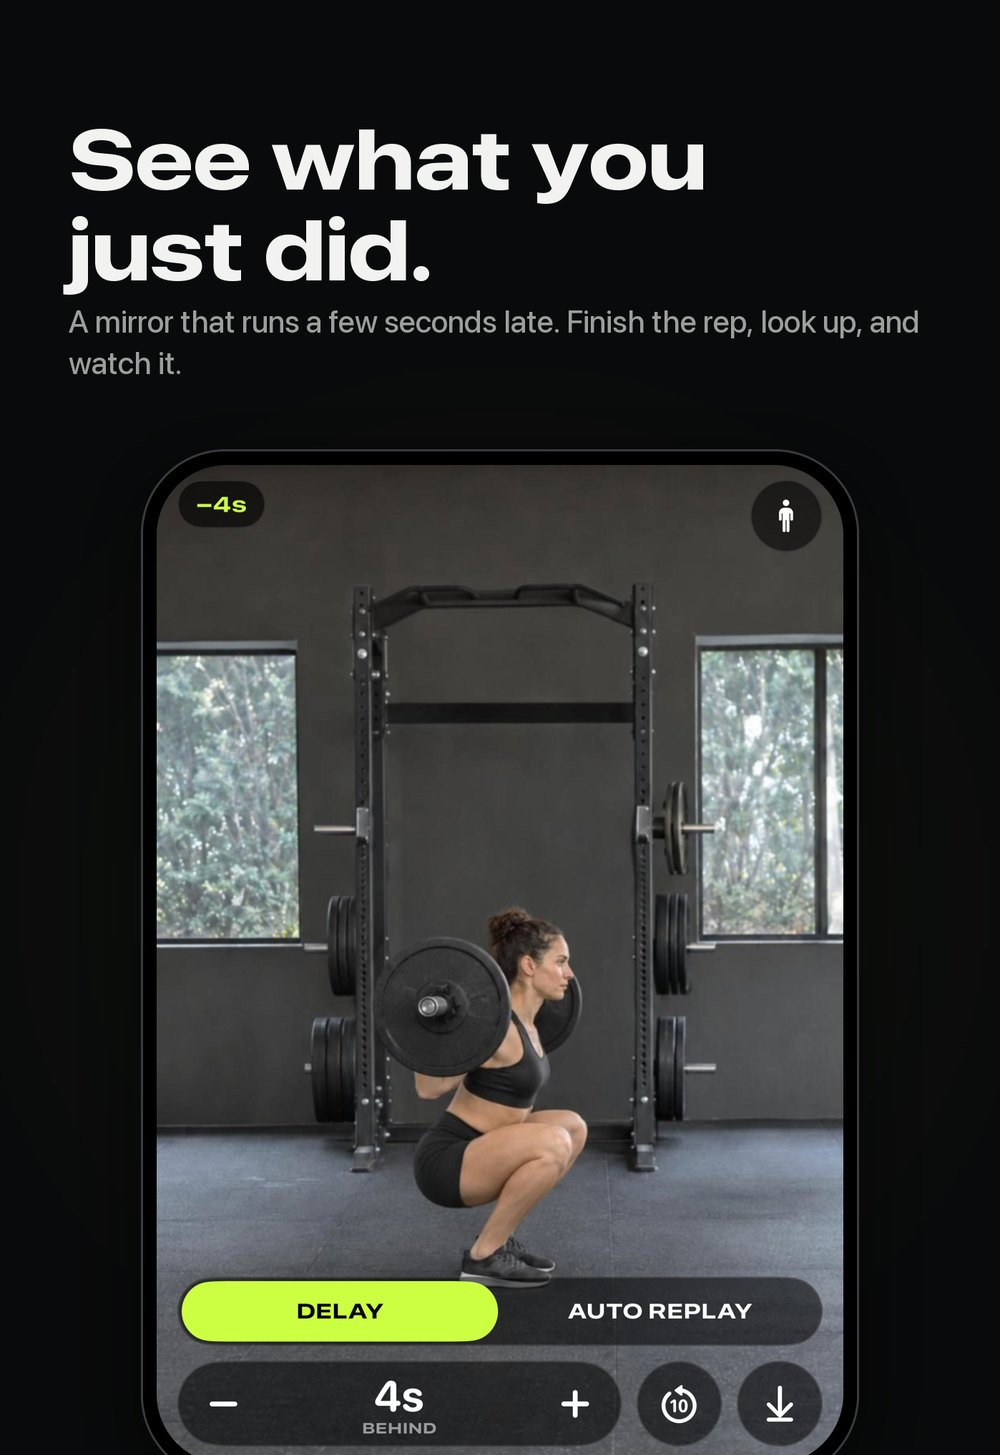 See what you
just did.
A mirror that runs a few seconds late. Finish the rep, look up, and
watch it.
–4s
DELAY
AUTO REPLAY
4s
BEHIND
10